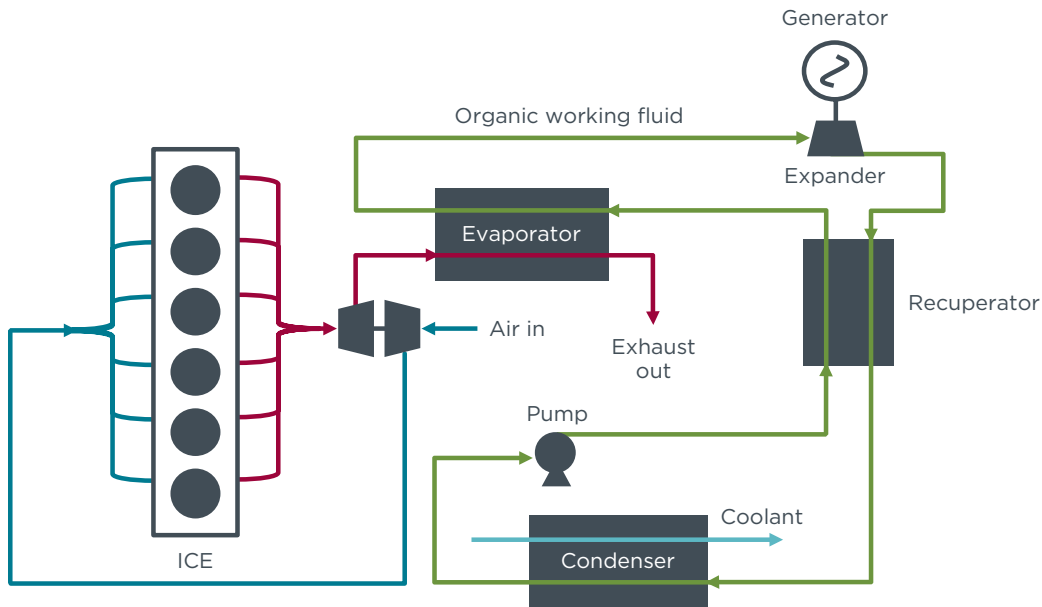 Generator
Organic working fluid
Expander
Evaporator
Recuperator
Air in
Exhaust
out
Pump
Coolant
Condenser
ICE